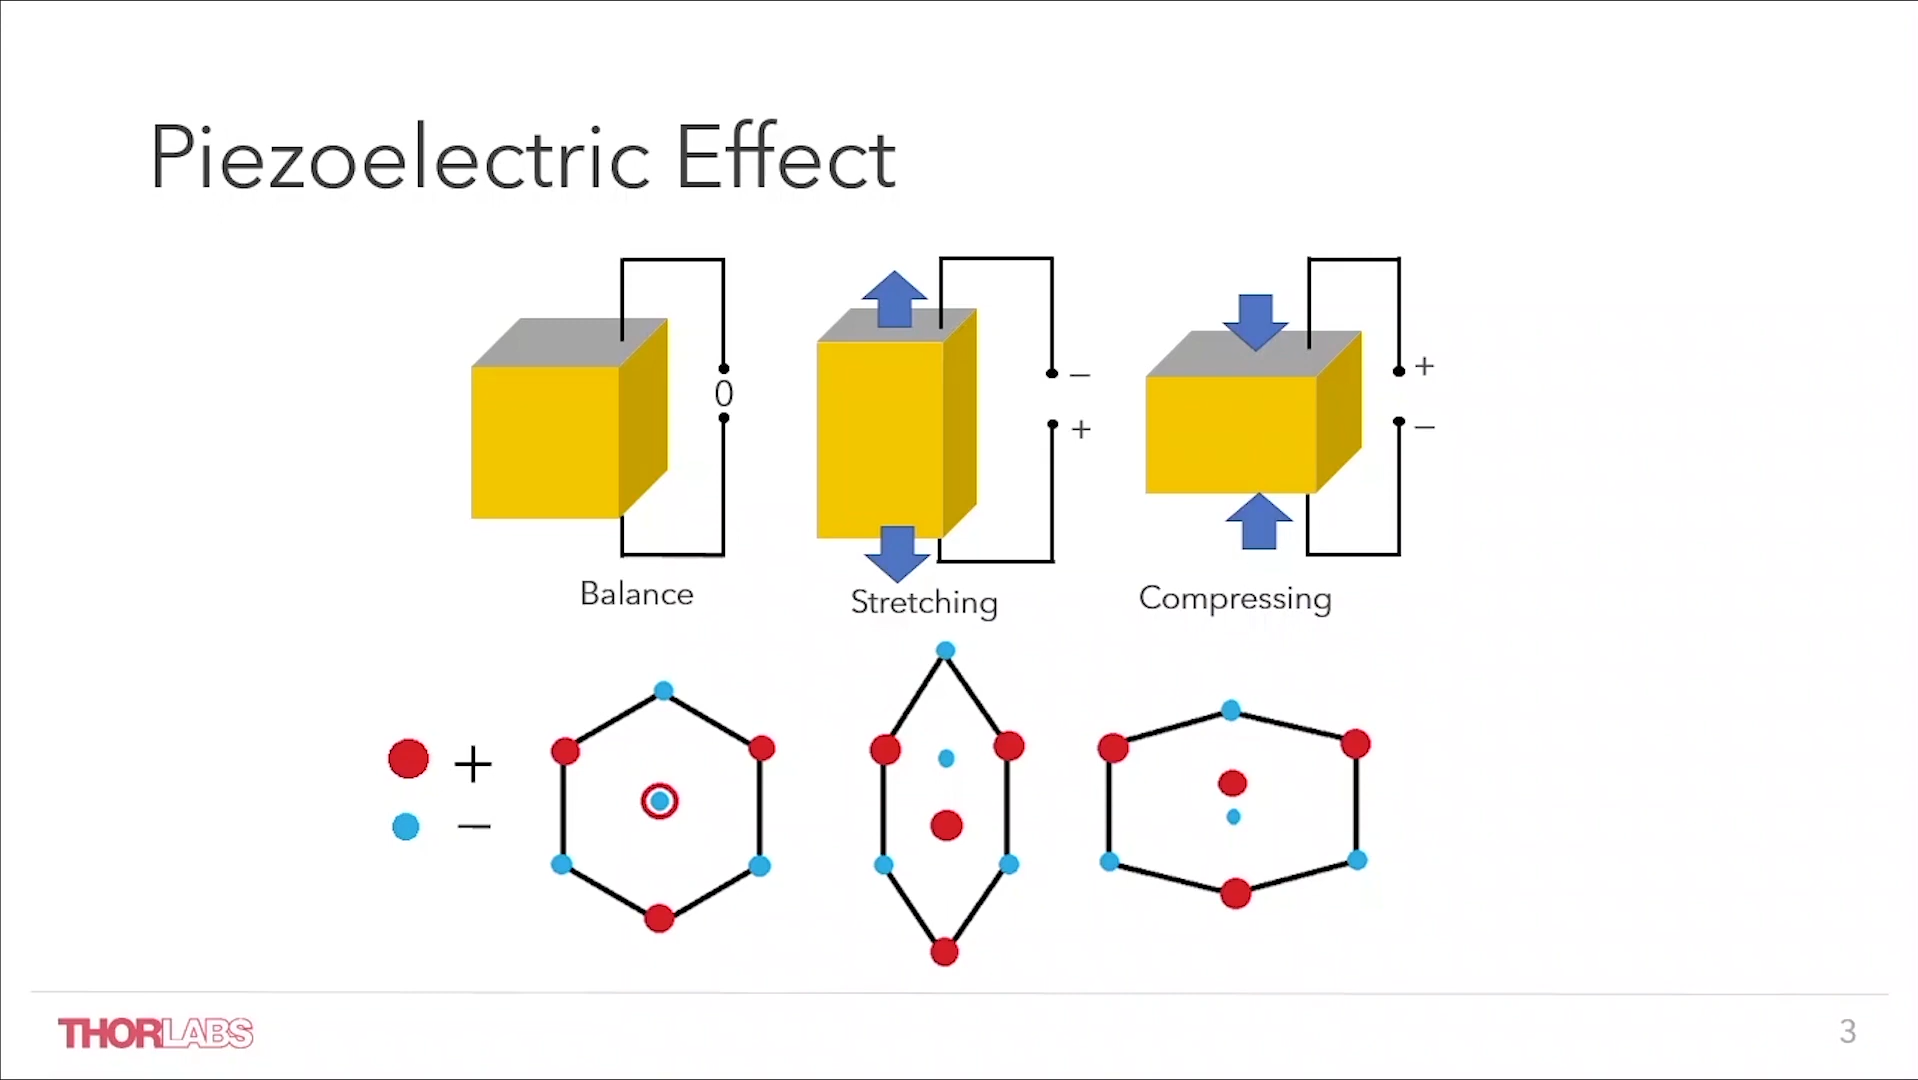 Piezoelectric Effect
0
–
+
+
–
Balance
Stretching
Compressing
+
–
THORLABS
3